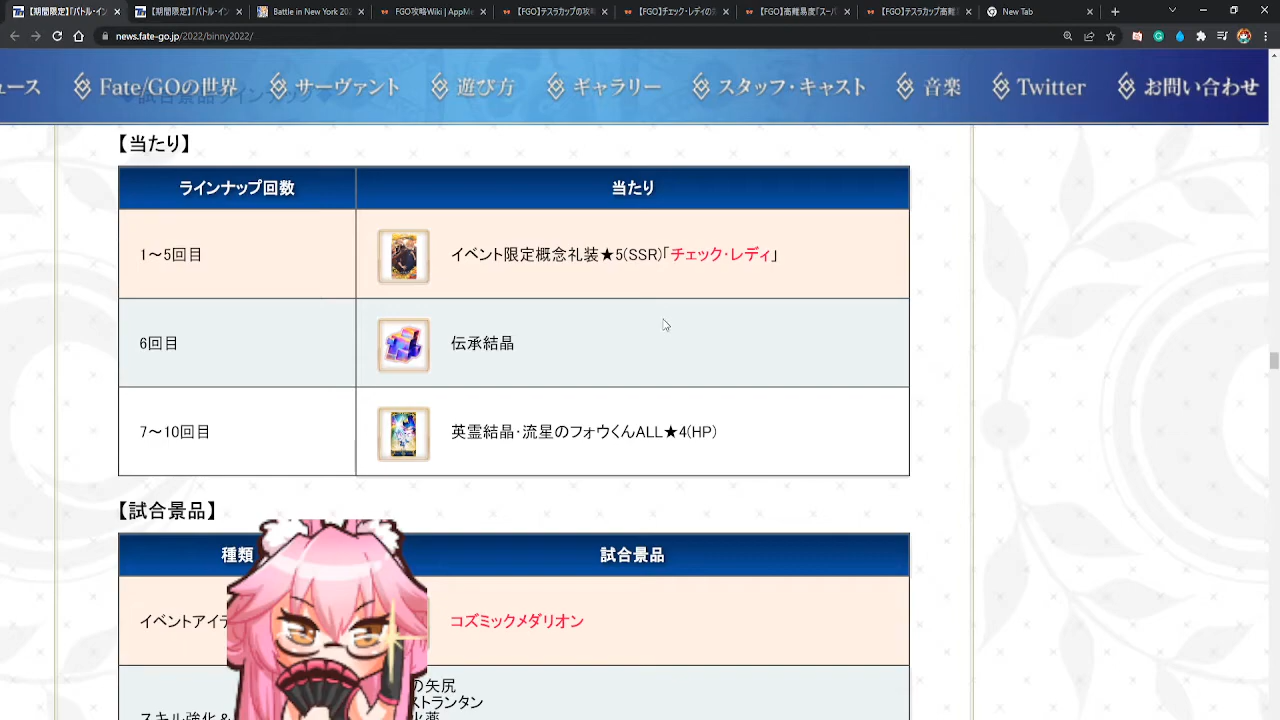 【期間限定】「バトル・イン
【期間限定】「バトル・イン
Battle in New York 202
FGO攻略Wiki | AppMe
【FGO】テスカップの攻略
【FGO】チェック・レディの
【FGO】高難易度「スーパ
【FGO】テスカップ高難
New Tab
news.fate-go.jp/2022/binny2022/
ュース
Fate/GOの世界
サーヴァント
遊び方
ギャラリー
スタッフ・キャスト
音楽
Twitter
お問い合わせ
【当たり】
ラインナップ回数
当たり
1～5回目
イベント限定概念礼装★5(SSR)「チェック・レディ」
6回目
伝承結晶
7～10回目
英霊結晶・流星のフォウくんALL★4(HP)
【試合景品】
種類
試合景品
イベントアイテ
コズミックメダリオン
の矢尻
ストランタン
火薬
スキル強化&